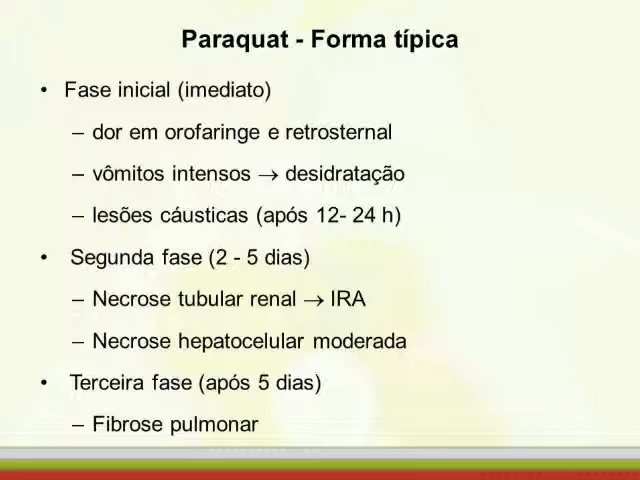 Paraquat - Forma típica
• Fase inicial (imediato)
– dor em orofaringe e retrosternal
– vômitos intensos → desidratação
– lesões cáusticas (após 12- 24 h)
• Segunda fase (2 - 5 dias)
– Necrose tubular renal → IRA
– Necrose hepatocelular moderada
• Terceira fase (após 5 dias)
– Fibrose pulmonar